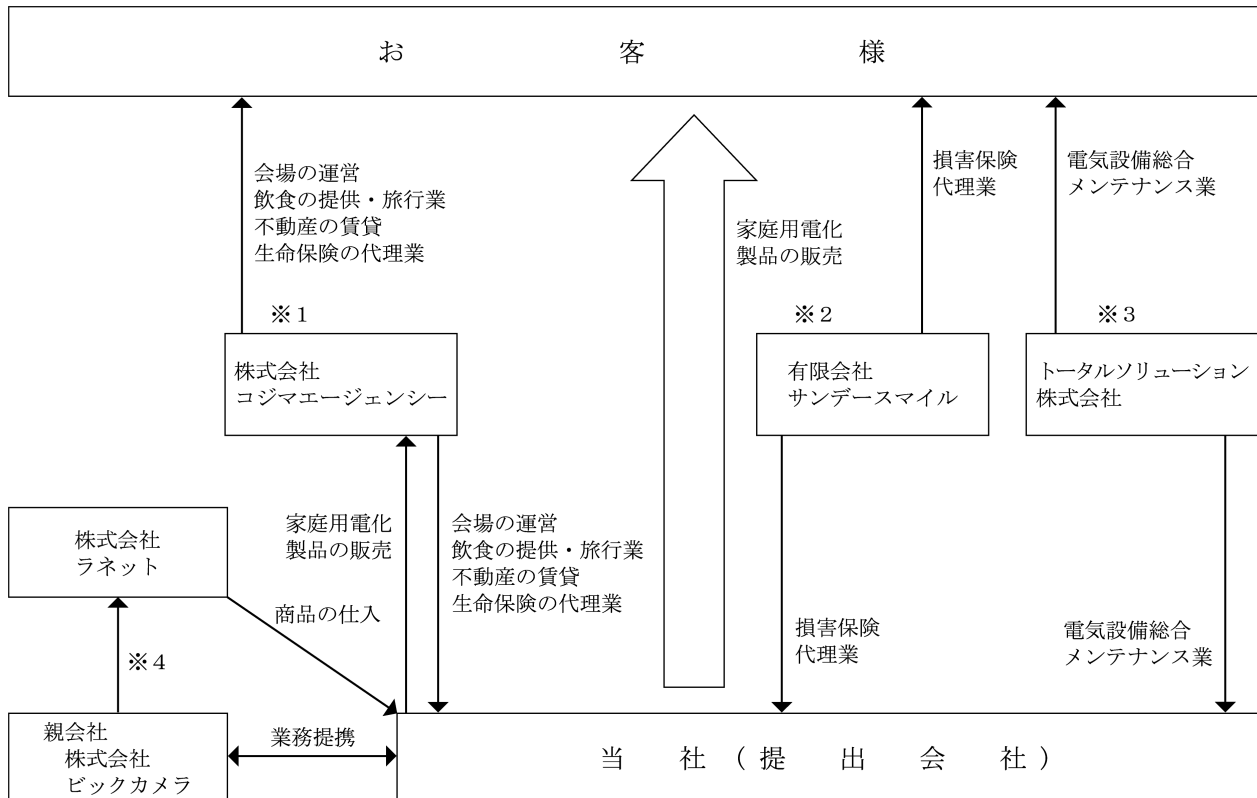 お客様
会場の運営
飲食の提供・旅行業
不動産の賃貸
生命保険の代理業
家庭用電化
製品の販売
損害保険
代理業
電気設備総合
メンテナンス業
※1
株式会社
コジマエージェンシー
※2
有限会社
サンデースマイル
※3
トータルソリューション
株式会社
株式会社
ラネット
家庭用電化
製品の販売
会場の運営
飲食の提供・旅行業
不動産の賃貸
生命保険の代理業
商品の仕入
損害保険
代理業
電気設備総合
メンテナンス業
※4
親会社
株式会社
ビックカメラ
業務提携
当社(提出会社)